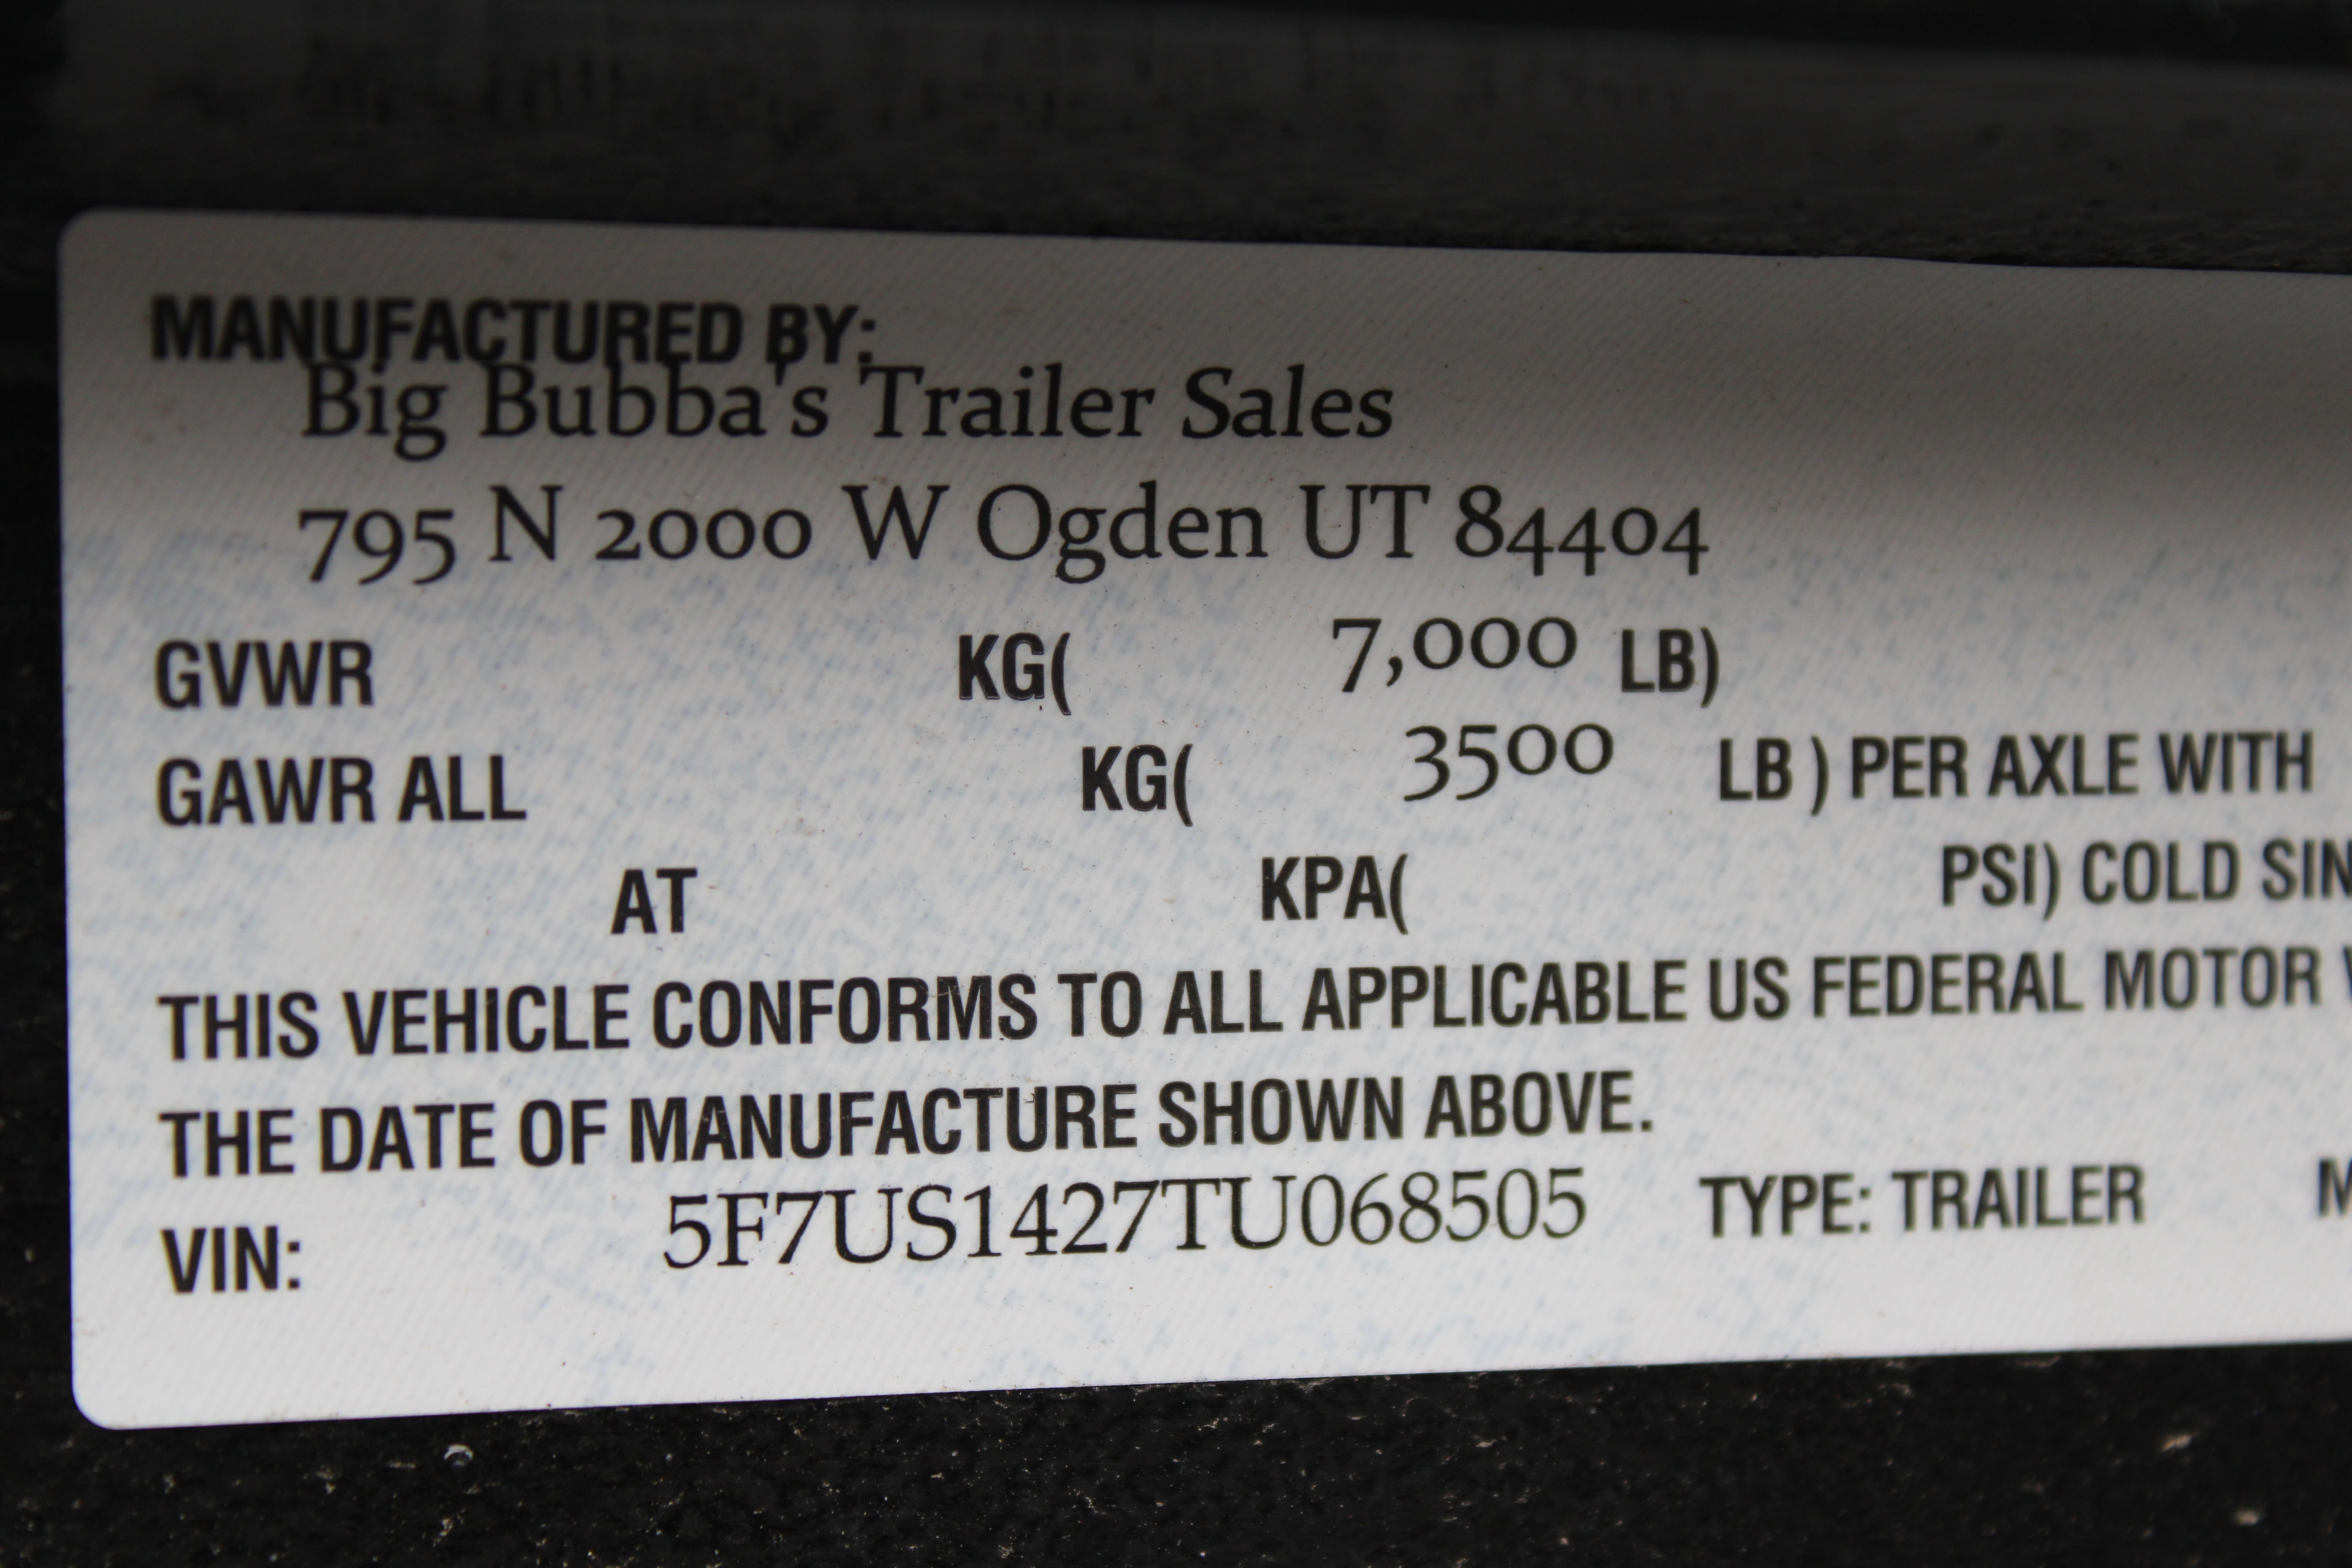 MANUFACTURED BY:
Big Bubba's Trailer Sales
795 N 2000 W Ogden UT 84404
GVWR KG( 7,000 LB)
GAWR ALL KG( 3500 LB ) PER AXLE WITH
AT KPA( PSI) COLD
THIS VEHICLE CONFORMS TO ALL APPLICABLE US FEDERAL MOTOR
THE DATE OF MANUFACTURE SHOWN ABOVE.
VIN: 5F7US1427TU068505 TYPE: TRAILER